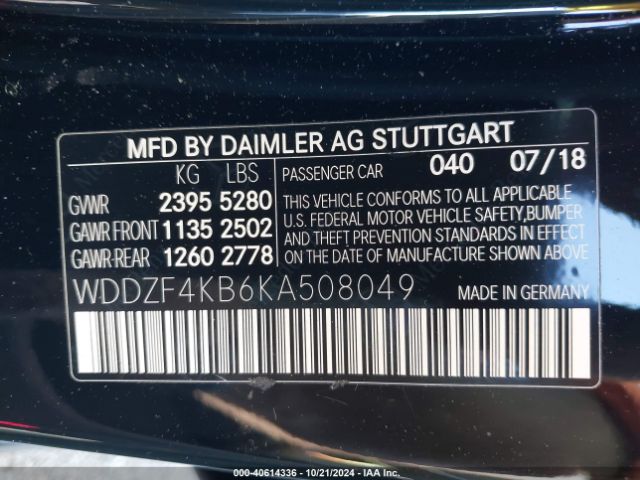 MFD BY DAIMLER AG STUTTGART
KG LBS PASSENGER CAR 040 07/18
GVWR 2395 5280
GAWR FRONT 1135 2502
GAWR-REAR 1260 2778
THIS VEHICLE CONFORMS TO ALL APPLICABLE
U.S. FEDERAL MOTOR VEHICLE SAFETY,BUMPER
AND THEFT PREVENTION STANDARDS IN EFFECT
ON THE DATE OF MANUFACTURE SHOWN ABOVE.
WDDZF4KB6KA508049 MADE IN GERMANY
000-40614336 - 10/21/2024 - IAA Inc.